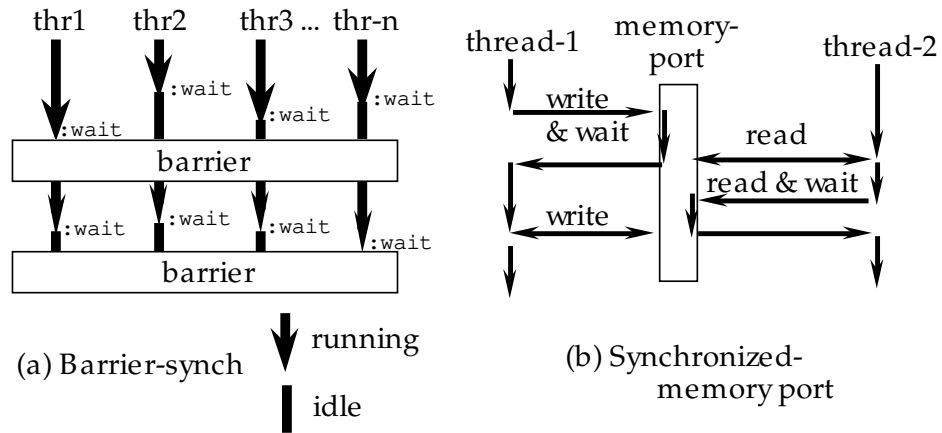 thr1 thr2 thr3 ... thr-n
:wait
:wait
:wait
:wait
barrier
:wait
:wait
:wait
:wait
barrier
running
(a) Barrier-synch
idle
memory-
port
thread-1
thread-2
write
& wait
read
read & wait
write
(b) Synchronized-
memory port